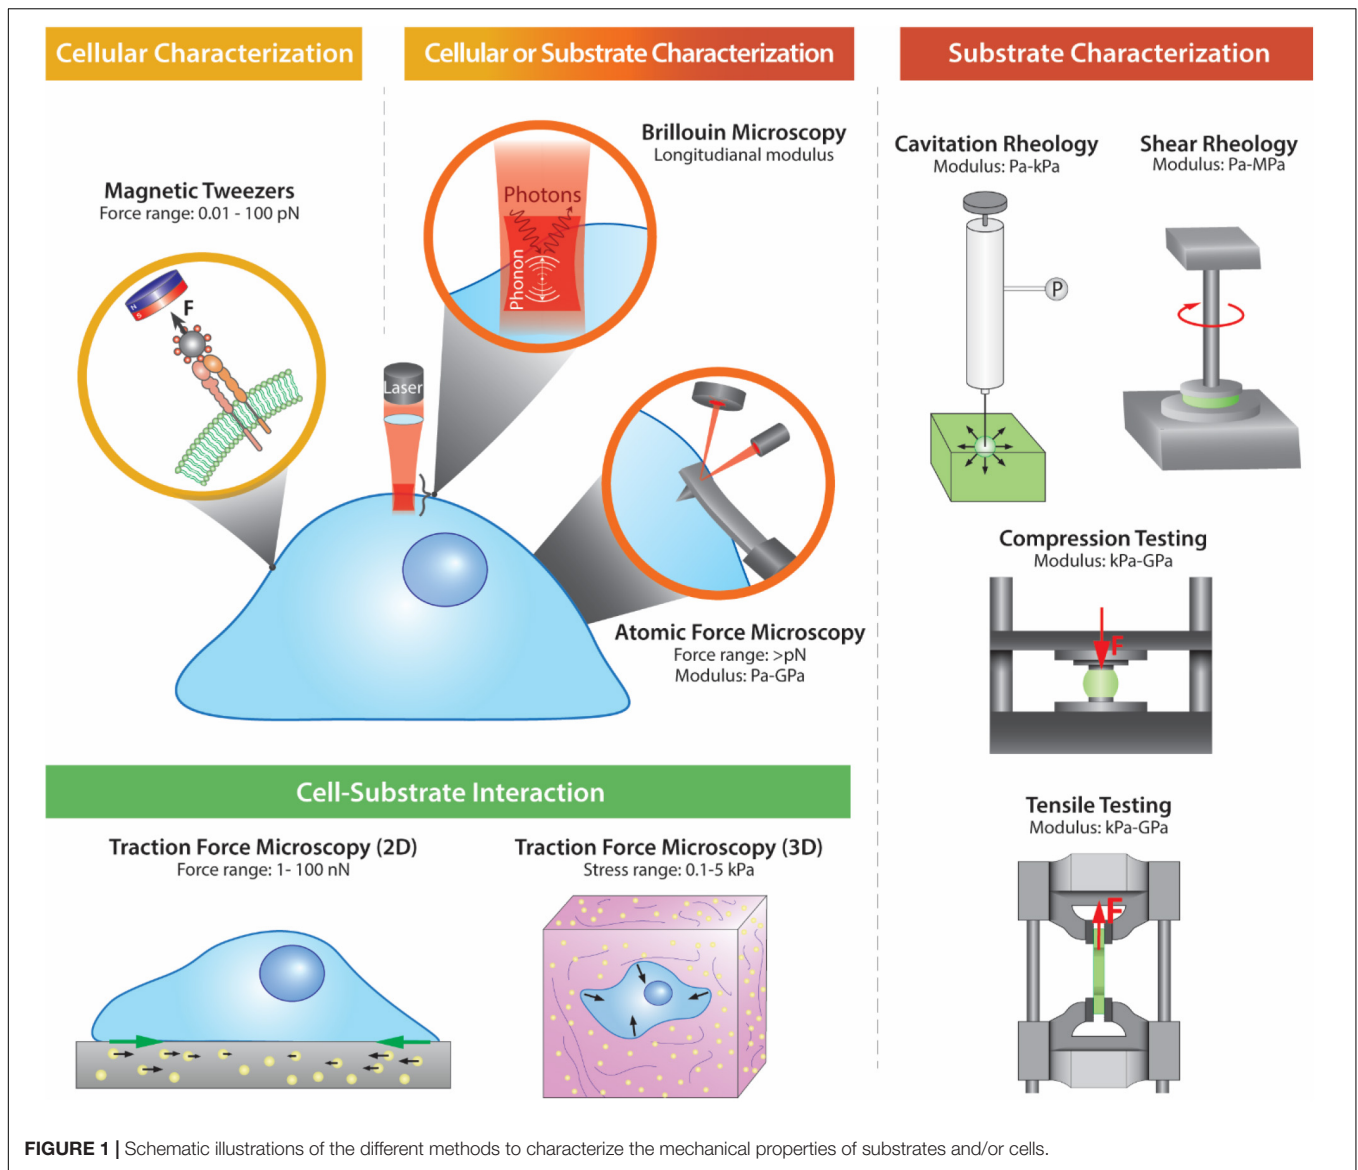 Cellular Characterization
Cellular or Substrate Characterization
Substrate Characterization
Magnetic Tweezers
Force range: 0.01 - 100 pN
N
S
F
Brillouin Microscopy
Longitudianal modulus
Photons
Phonon
Laser
Atomic Force Microscopy
Force range: >pN
Modulus: Pa-GPa
Cavitation Rheology
Modulus: Pa-kPa
P
Shear Rheology
Modulus: Pa-MPa
Compression Testing
Modulus: kPa-GPa
F
Tensile Testing
Modulus: kPa-GPa
F
Cell-Substrate Interaction
Traction Force Microscopy (2D)
Force range: 1- 100 nN
Traction Force Microscopy (3D)
Stress range: 0.1-5 kPa
FIGURE 1 | Schematic illustrations of the different methods to characterize the mechanical properties of substrates and/or cells.